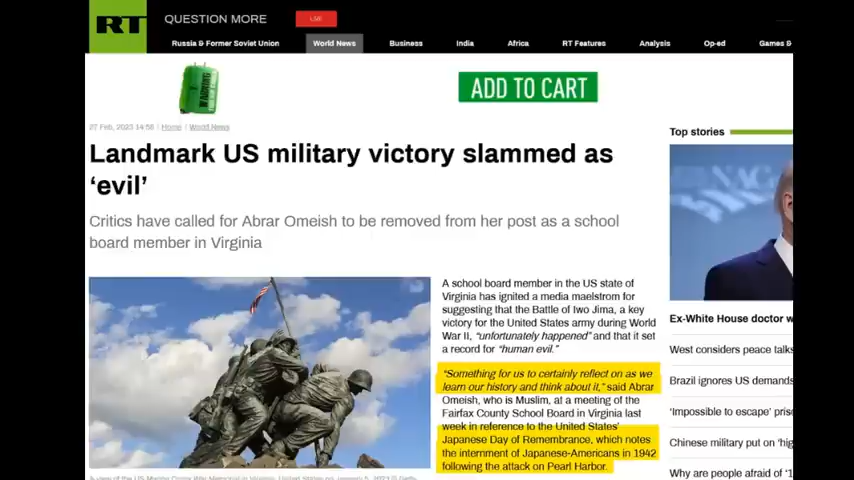 RT
QUESTION MORE
LIVE
Russia & Former Soviet Union World News Business India Africa RT Features Analysis Op-ed Games &
WARNING
ADD TO CART
27 Feb, 2023 14:58 / Home / World News
Landmark US military victory slammed as
‘evil’
Critics have called for Abrar Omeish to be removed from her post as a school
board member in Virginia
A school board member in the US state of
Virginia has ignited a media maelstrom for
suggesting that the Battle of Iwo Jima, a key
victory for the United States army during World
War II, “unfortunately happened” and that it set
a record for “human evil.”
“Something for us to certainly reflect on as we
learn our history and think about it,” said Abrar
Omeish, who is Muslim, at a meeting of the
Fairfax County School Board in Virginia last
week in reference to the United States’
Japanese Day of Remembrance, which notes
the internment of Japanese-Americans in 1942
following the attack on Pearl Harbor.
Top stories
Ex-White House doctor w
West considers peace talks
Brazil ignores US demands
‘Impossible to escape’ pris
Chinese military put on ‘hig
Why are people afraid of ‘1